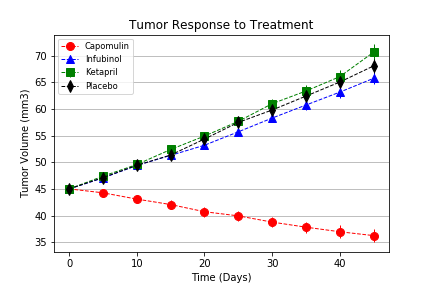 Tumor Response to Treatment
Capomulin
Infubinol
Ketapril
Placebo
Tumor Volume (mm3)
70
65
60
55
50
45
40
35
0
10
20
30
40
Time (Days)